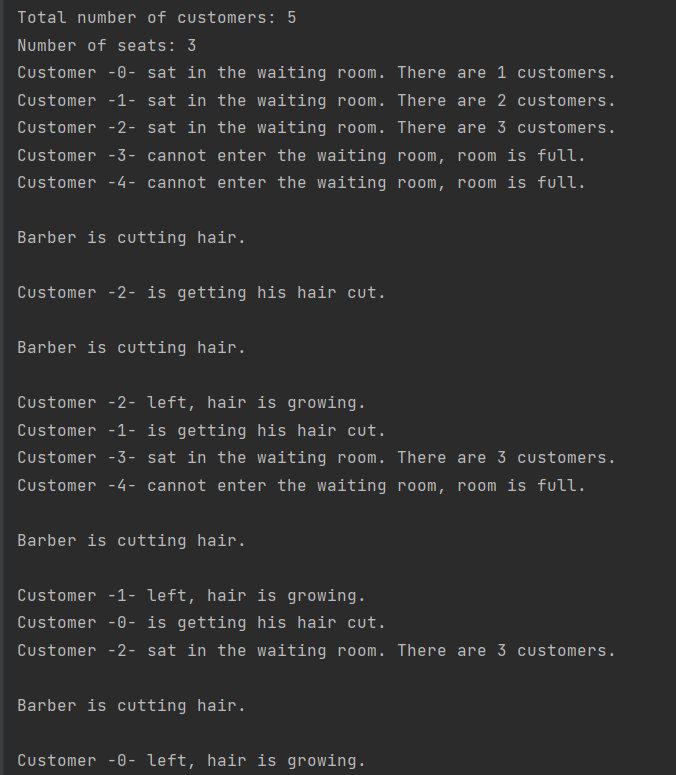 Total number of customers: 5
Number of seats: 3
Customer -0- sat in the waiting room. There are 1 customers.
Customer -1- sat in the waiting room. There are 2 customers.
Customer -2- sat in the waiting room. There are 3 customers.
Customer -3- cannot enter the waiting room, room is full.
Customer -4- cannot enter the waiting room, room is full.
Barber is cutting hair.
Customer -2- is getting his hair cut.
Barber is cutting hair.
Customer -2- left, hair is growing.
Customer -1- is getting his hair cut.
Customer -3- sat in the waiting room. There are 3 customers.
Customer -4- cannot enter the waiting room, room is full.
Barber is cutting hair.
Customer -1- left, hair is growing.
Customer -0- is getting his hair cut.
Customer -2- sat in the waiting room. There are 3 customers.
Barber is cutting hair.
Customer -0- left, hair is growing.